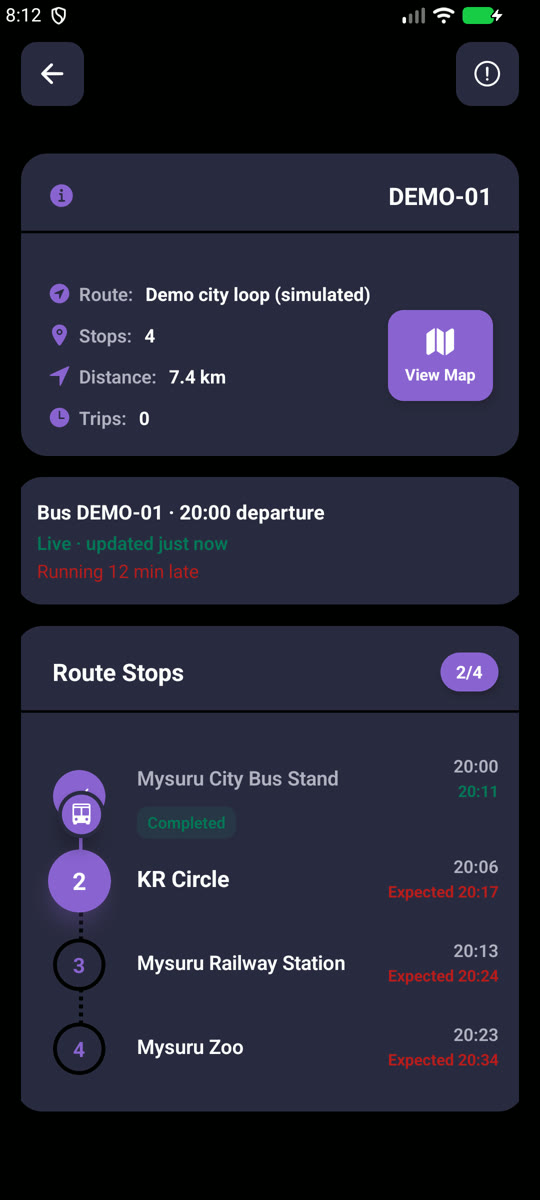 8:12
DEMO-01
Route: Demo city loop (simulated)
Stops: 4
Distance: 7.4 km
Trips: 0
View Map
Bus DEMO-01 · 20:00 departure
Live · updated just now
Running 12 min late
Route Stops
2/4
Mysuru City Bus Stand 20:00
20:11
Completed
2 KR Circle 20:06
Expected 20:17
3 Mysuru Railway Station 20:13
Expected 20:24
4 Mysuru Zoo 20:23
Expected 20:34